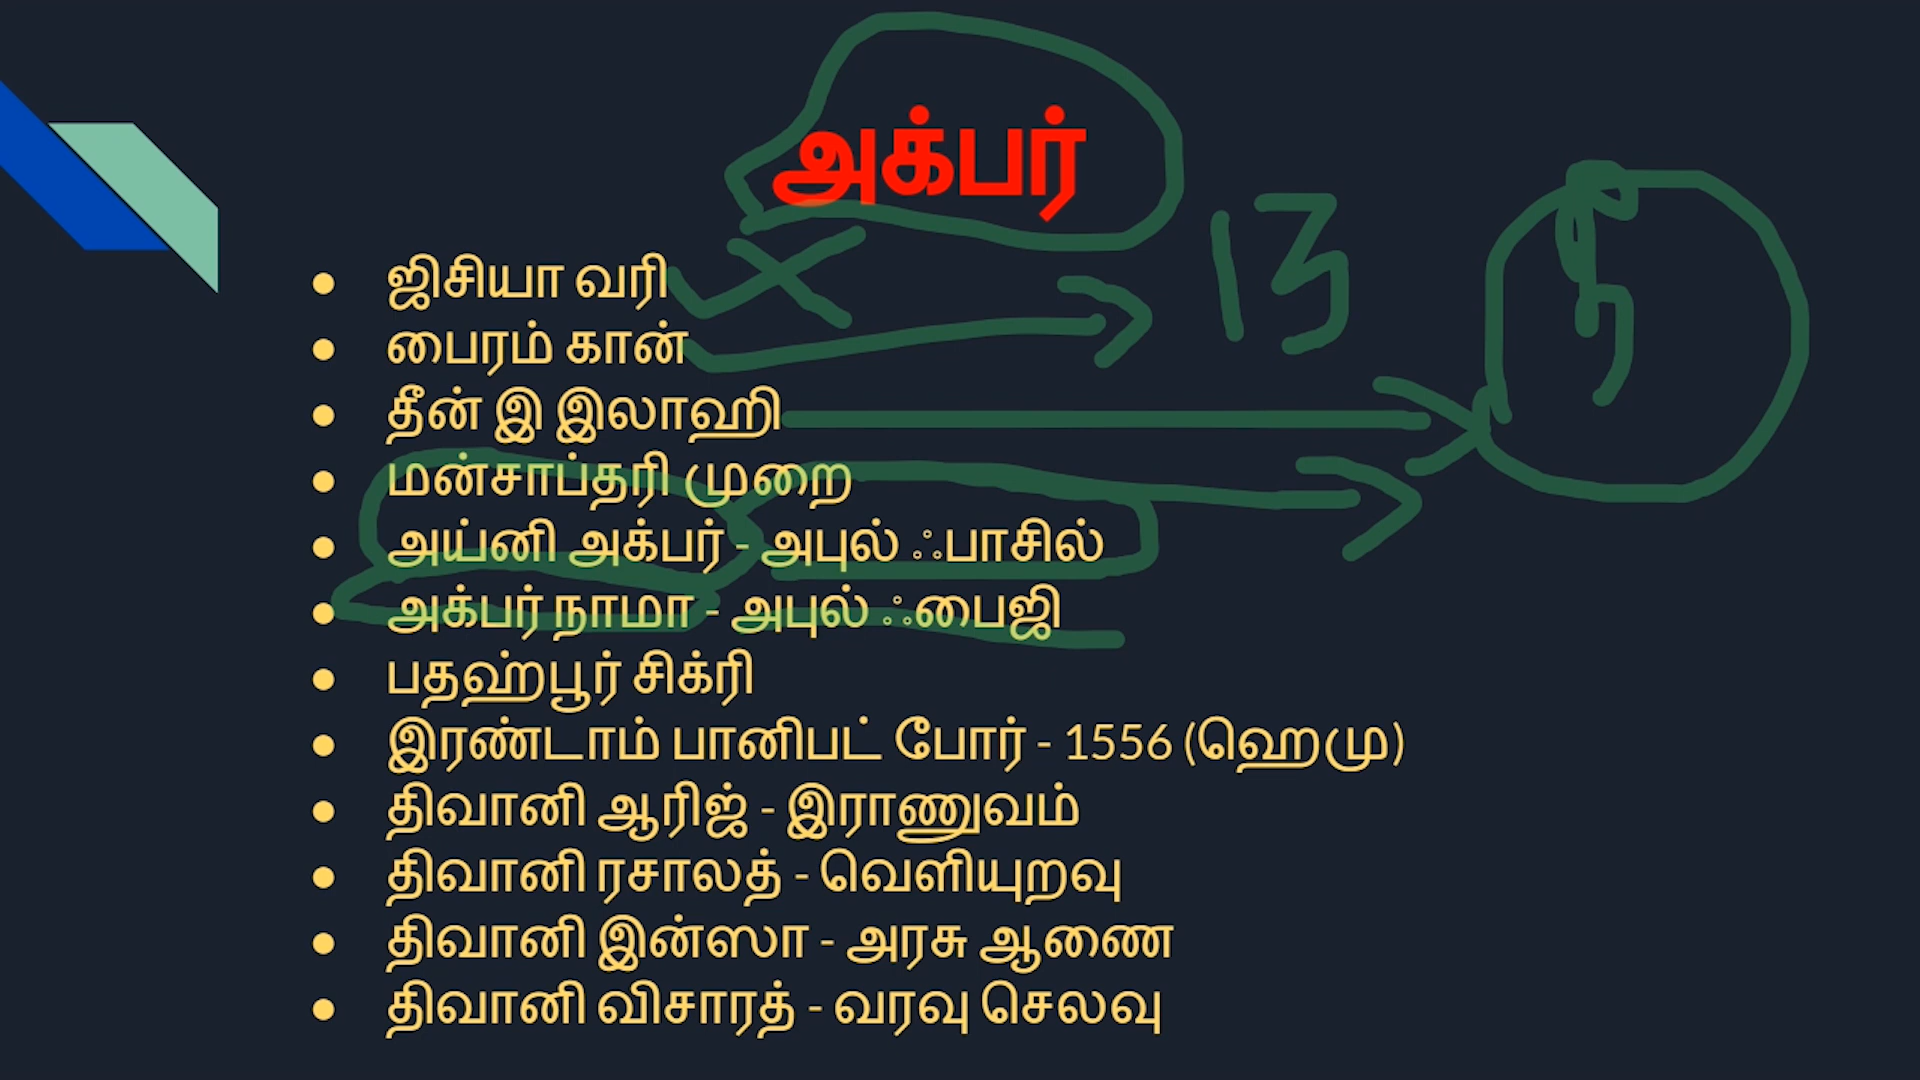 அக்பர்
13
ஜிசியா வரி
பைரம் கான்
தீன் இ இலாஹி
மன்சாப்தரி முறை
அய்னி அக்பர் - அபுல் ஃபாசில்
அக்பர் நாமா - அபுல் ஃபைஜி
பதஹ்பூர் சிக்ரி
இரண்டாம் பானிபட் போர் - 1556 (ஹெமு)
திவானி ஆரிஜ் - இராணுவம்
திவானி ரசாலத் - வெளியுறவு
திவானி இன்ஸா - அரசு ஆணை
திவானி விசாரத் - வரவு செலவு